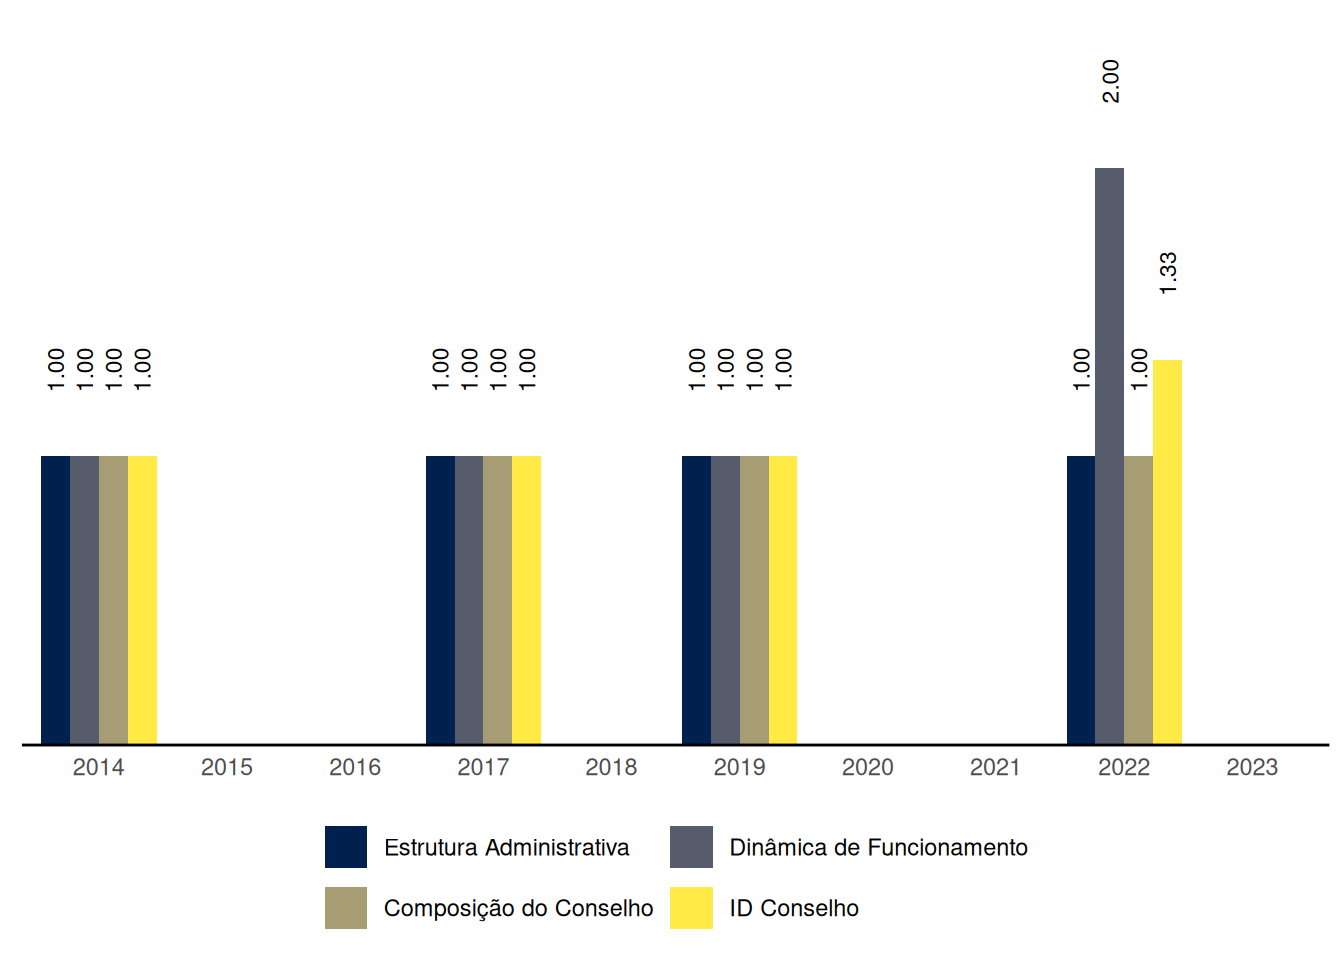 2.00
1.33
1.00 1.00 1.00 1.00 1.00 1.00 1.00 1.00 1.00 1.00 1.00 1.00 1.00 1.00
2014 2015 2016 2017 2018 2019 2020 2021 2022 2023
Estrutura Administrativa Dinâmica de Funcionamento
Composição do Conselho ID Conselho